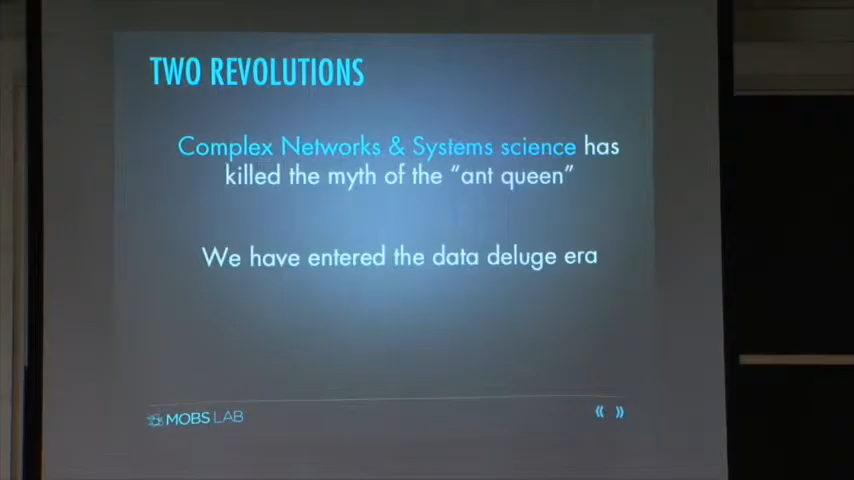 TWO REVOLUTIONS
Complex Networks & Systems science has
killed the myth of the “ant queen”
We have entered the data deluge era
MOBS LAB
« »